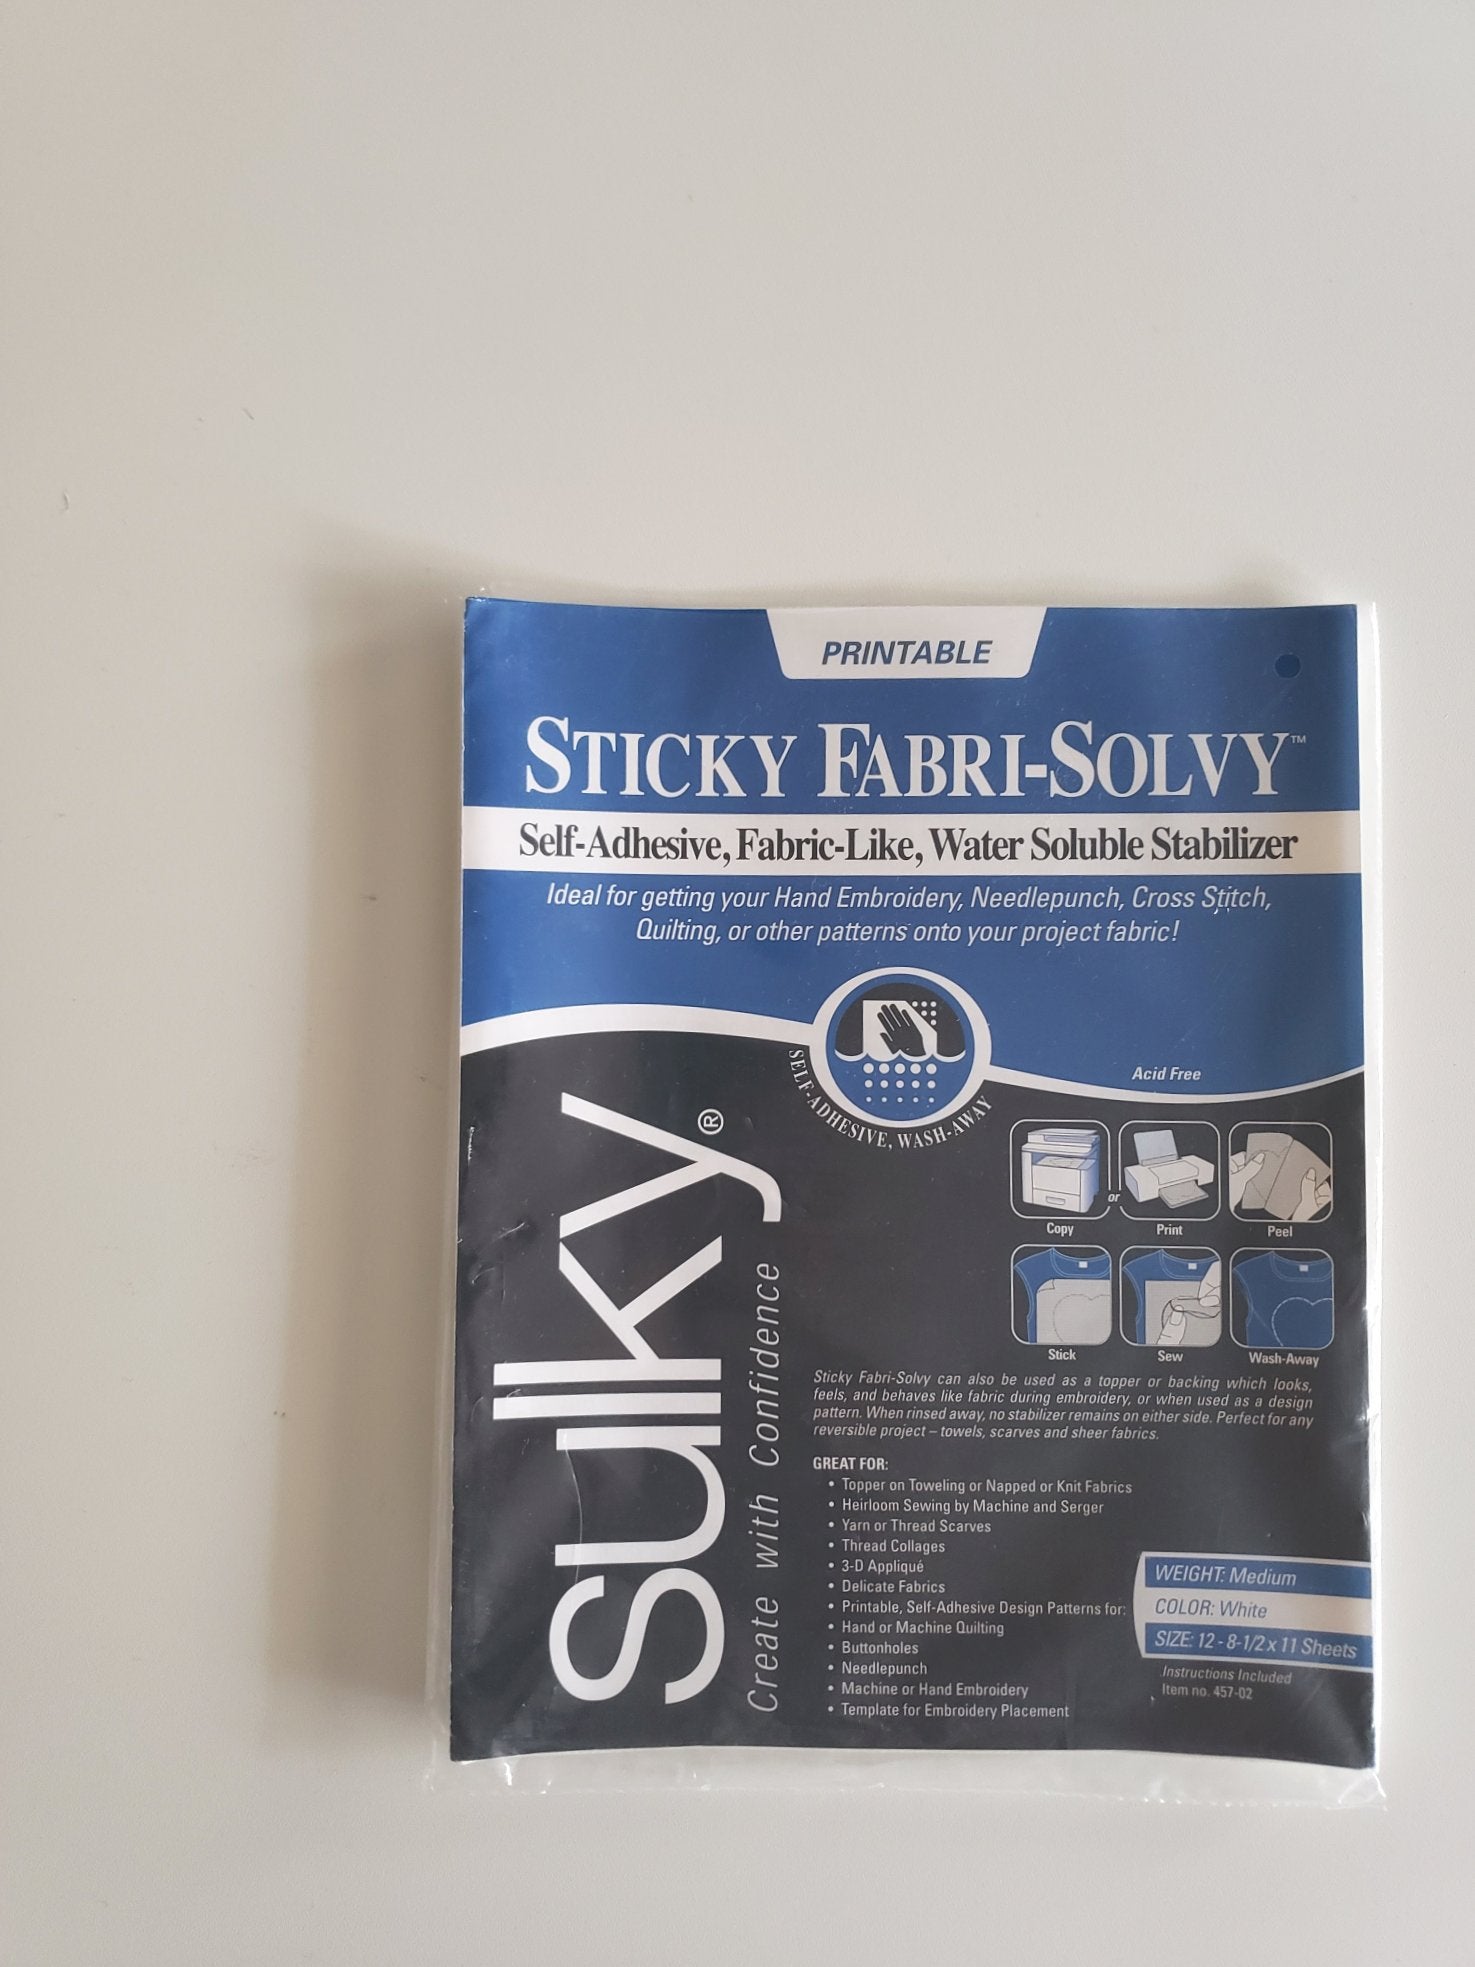 PRINTABLE
STICKY FABRI-SOLVY™
Self-Adhesive, Fabric-Like, Water Soluble Stabilizer
Ideal for getting your Hand Embroidery, Needlepunch, Cross Stitch,
Quilting, or other patterns onto your project fabric!
SELF-ADHESIVE, WASH-AWAY
Acid Free
sulky®
Create with Confidence
Copy
or
Print
Peel
Stick
Sew
Wash-Away
Sticky Fabri-Solvy can also be used as a topper or backing which looks,
feels, and behaves like fabric during embroidery, or when used as a design
pattern. When rinsed away, no stabilizer remains on either side. Perfect for any
reversible project – towels, scarves and sheer fabrics.
GREAT FOR:
• Topper on Toweling or Napped or Knit Fabrics
• Heirloom Sewing by Machine and Serger
• Yarn or Thread Scarves
• Thread Collages
• 3-D Appliqué
• Delicate Fabrics
• Printable, Self-Adhesive Design Patterns for:
• Hand or Machine Quilting
• Buttonholes
• Needlepunch
• Machine or Hand Embroidery
• Template for Embroidery Placement
WEIGHT: Medium
COLOR: White
SIZE: 12 - 8-1/2 x 11 Sheets
Instructions Included
Item no. 457-02